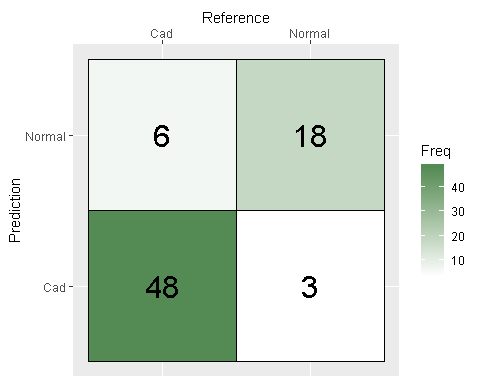 Reference
Cad Normal
Normal 6 18
Prediction
Cad 48 3
Freq
40
30
20
10